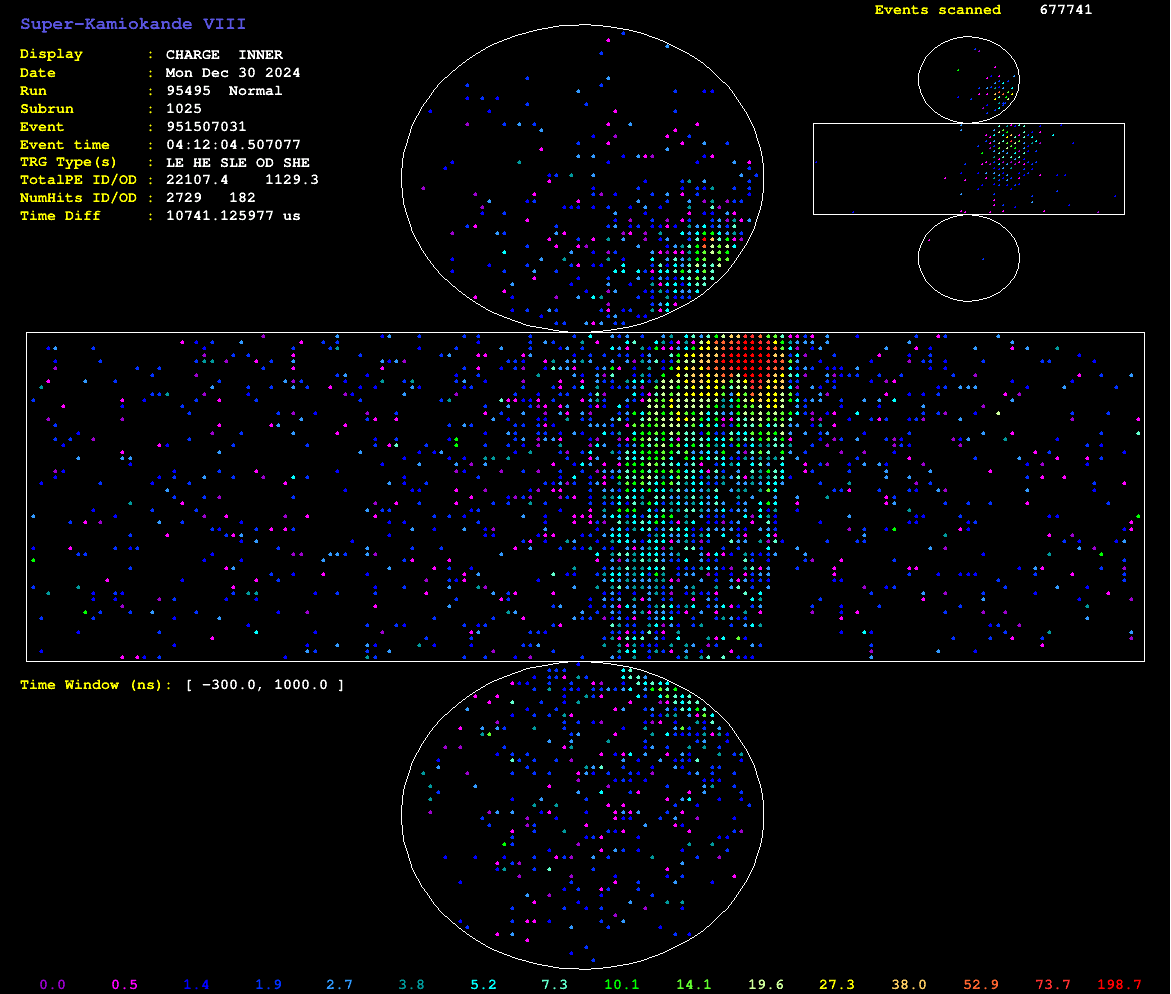 Super-Kamiokande VIII
Events scanned 677741
Display : CHARGE INNER
Date : Mon Dec 30 2024
Run : 95495 Normal
Subrun : 1025
Event : 951507031
Event time : 04:12:04.507077
TRG Type(s) : LE HE SLE OD SHE
TotalPE ID/OD : 22107.4 1129.3
NumHits ID/OD : 2729 182
Time Diff : 10741.125977 us
Time Window (ns): [ −300.0, 1000.0 ]
0.0 0.5 1.4 1.9 2.7 3.8 5.2 7.3 10.1 14.1 19.6 27.3 38.0 52.9 73.7 198.7